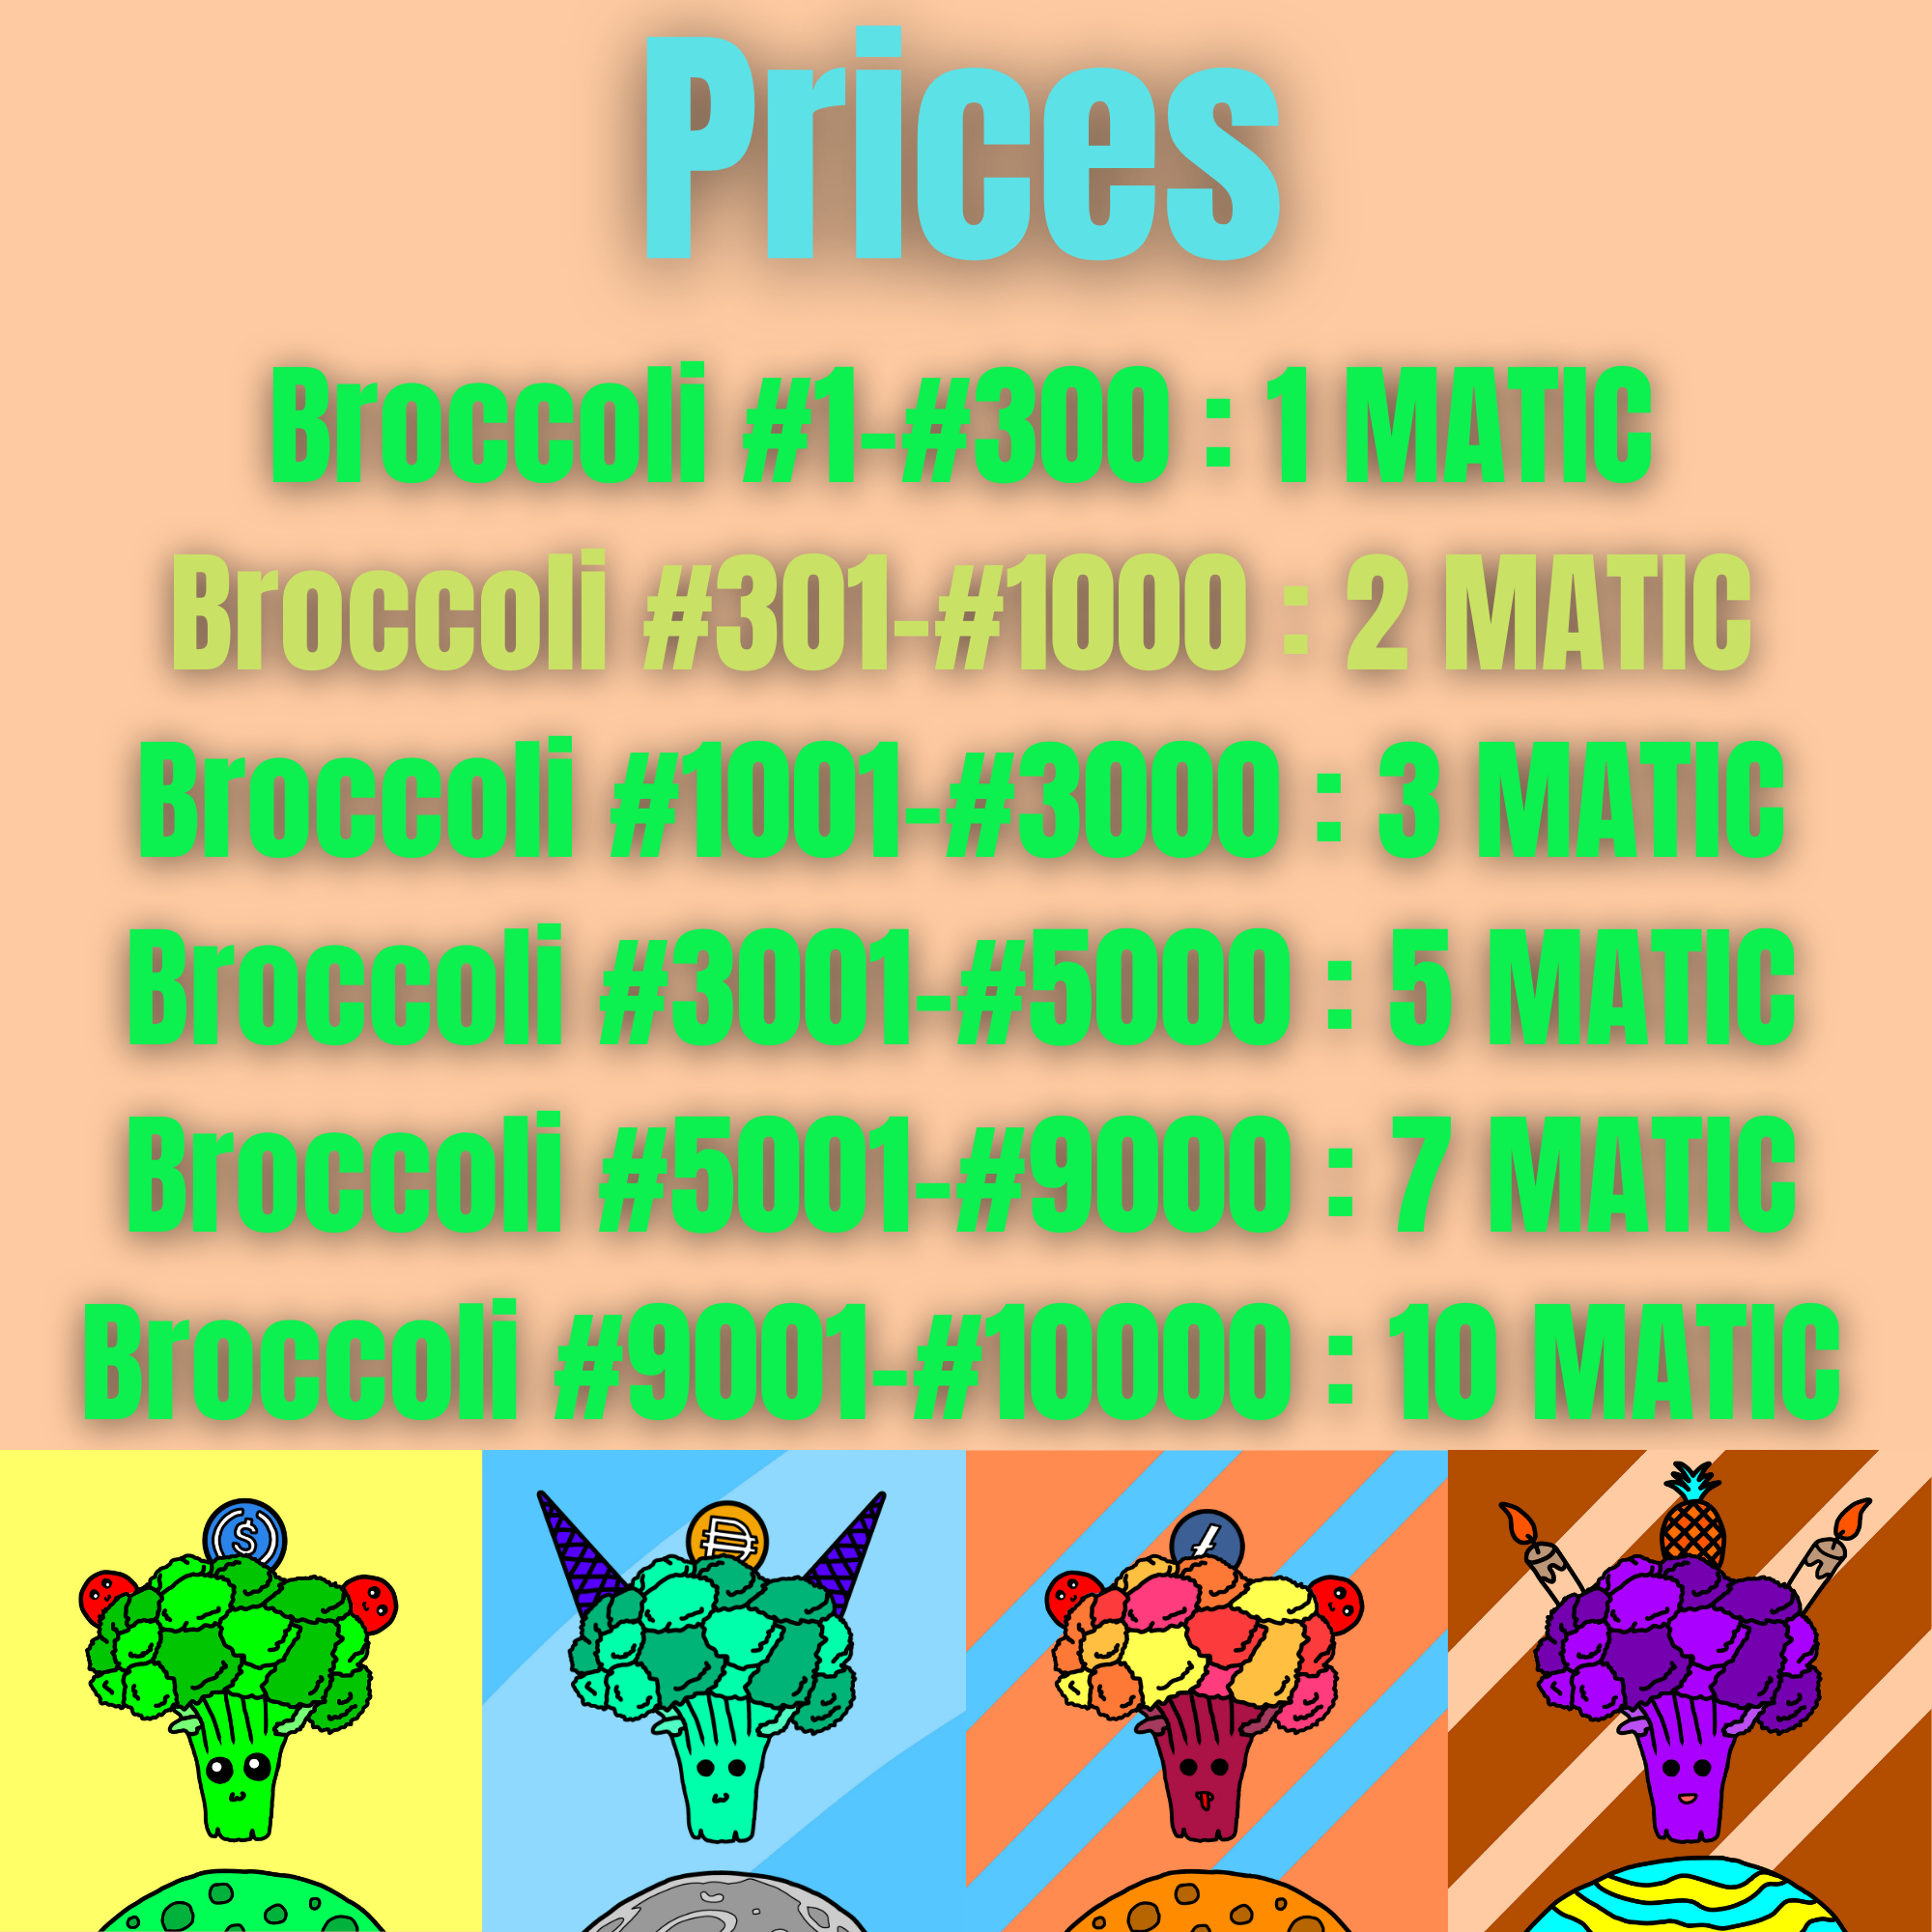 Prices
Broccoli #1-#300 : 1 MATIC
Broccoli #301-#1000 : 2 MATIC
Broccoli #1001-#3000 : 3 MATIC
Broccoli #3001-#5000 : 5 MATIC
Broccoli #5001-#9000 : 7 MATIC
Broccoli #9001-#10000 : 10 MATIC